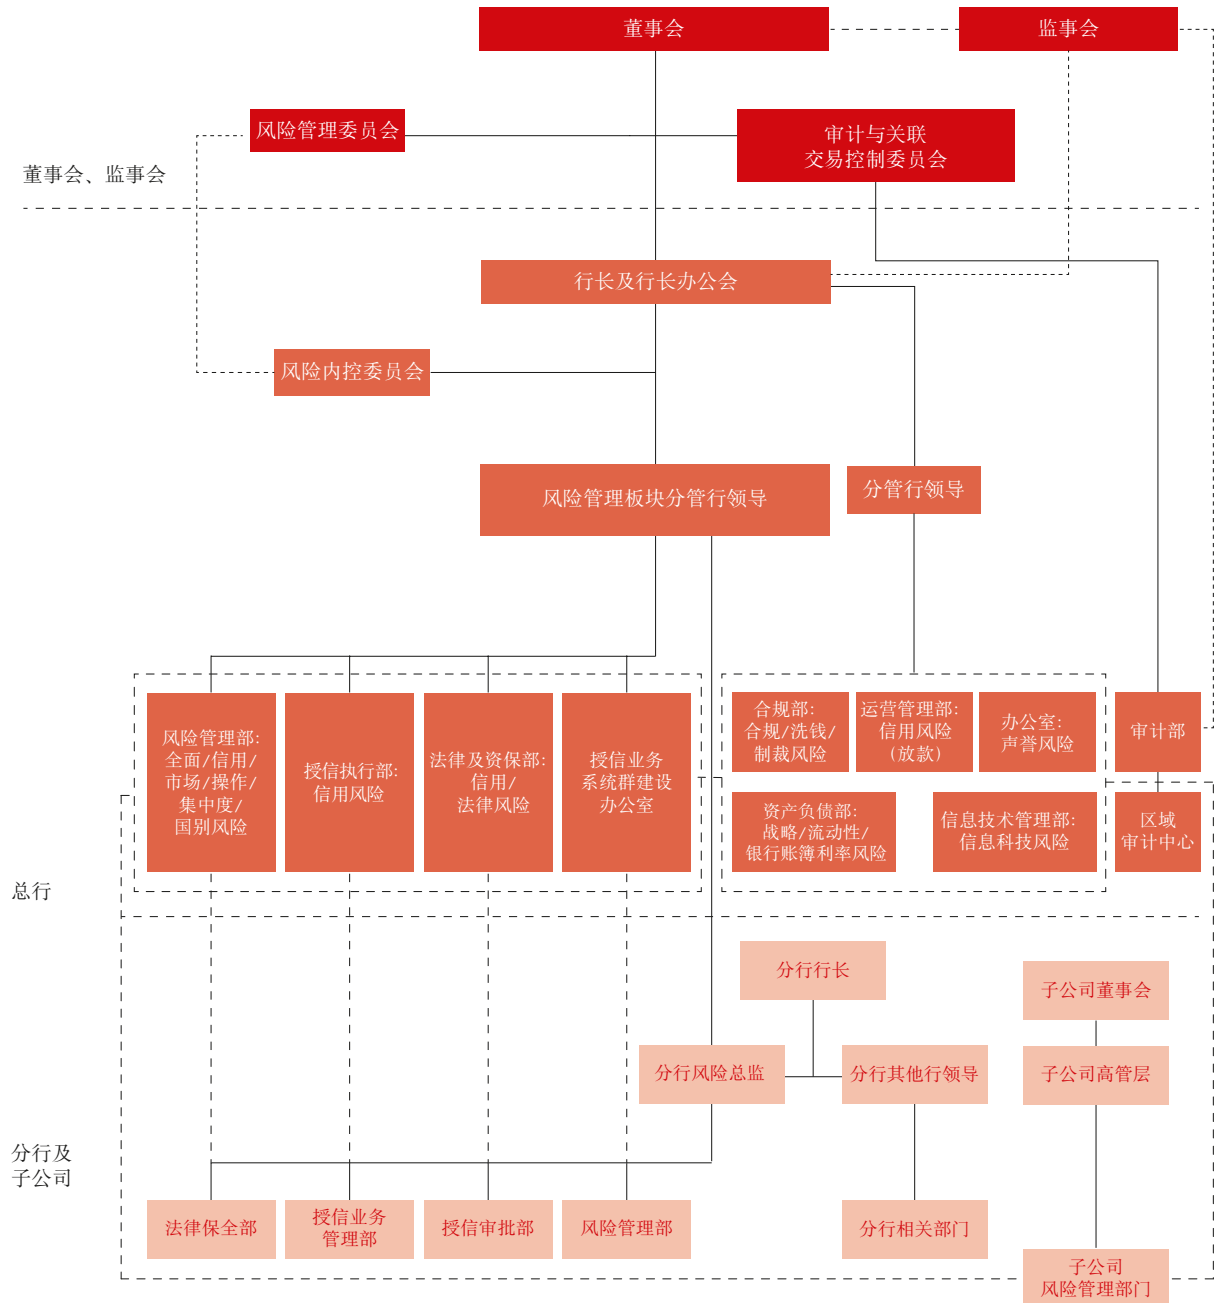 董事会
监事会
风险管理委员会
审计与关联
交易控制委员会
董事会、监事会
行长及行长办公会
风险内控委员会
风险管理板块分管行领导
分管行领导
风险管理部:
全面/信用/
市场/操作/
集中度/
国别风险
授信执行部:
信用风险
法律及资保部:
信用/
法律风险
授信业务
系统群建设
办公室
合规部:
合规/洗钱/
制裁风险
运营管理部:
信用风险
(放款)
办公室:
声誉风险
审计部
资产负债部:
战略/流动性/
银行账簿利率风险
信息技术管理部:
信息科技风险
区域
审计中心
总行
分行行长
子公司董事会
分行风险总监
分行其他行领导
子公司高管层
分行及
子公司
法律保全部
授信业务
管理部
授信审批部
风险管理部
分行相关部门
子公司
风险管理部门